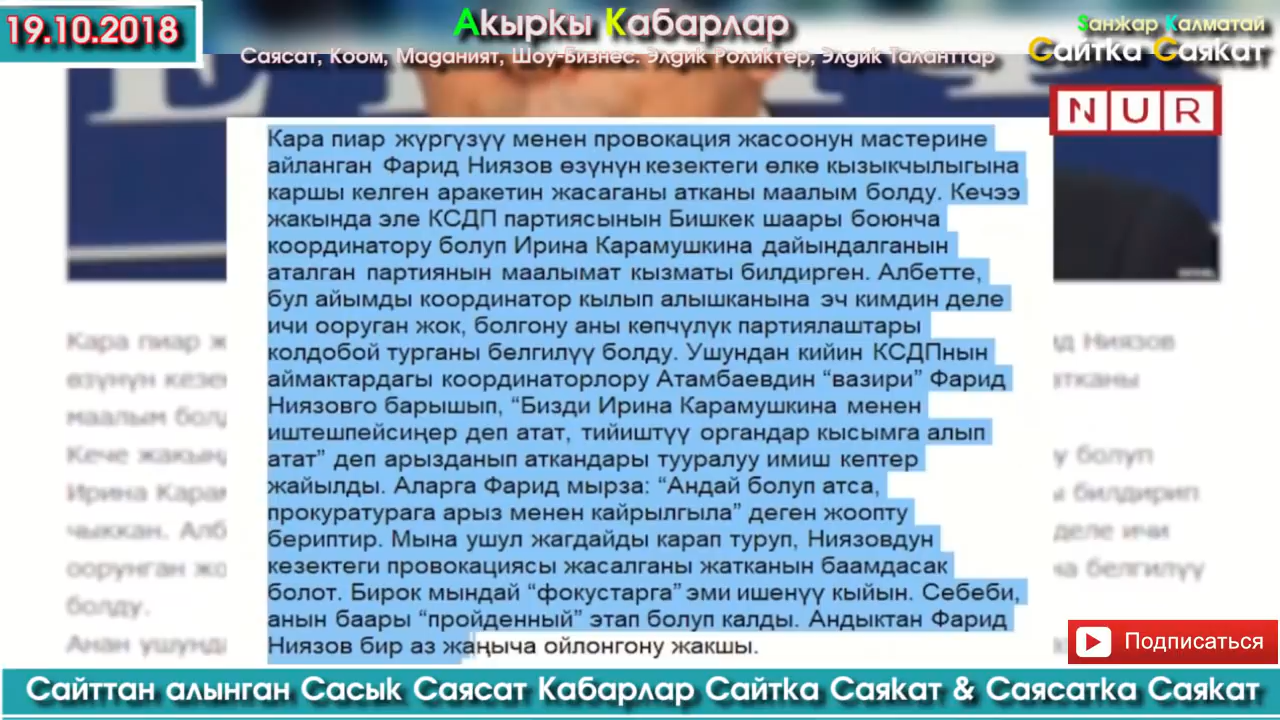 19.10.2018
Акыркы Кабарлар
Саясат, Коом, Маданият, Шоу-Бизнес. Элдик Роликтер, Элдик Таланттар
Sанжар Kалматай
Сайтка Саякат
NUR
Кара пиар жүргүзүү менен провокация жасоонун мастерине
айланган Фарид Ниязов өзүнүн кезектеги өлкө кызыкчылыгына
каршы келген аракетин жасаганы атканы маалым болду. Кечээ
жакында эле КСДП партиясынын Бишкек шаары боюнча
координатору болуп Ирина Карамушкина дайындалганын
аталган партиянын маалымат кызматы билдирген. Албетте,
бул айымды координатор кылып алышканына эч кимдин деле
ичи ооруган жок, болгону аны көпчүлүк партиялаштары
колдобой турганы белгилүү болду. Ушундан кийин КСДПнын
аймактардагы координаторлору Атамбаевдин “вазири” Фарид
Ниязовго барышып, “Бизди Ирина Карамушкина менен
иштешпейсиңер деп атат, тийиштүү органдар кысымга алып
атат” деп арызданып аткандары тууралуу имиш кептер
жайылды. Аларга Фарид мырза: “Андай болуп атса,
прокуратурага арыз менен кайрылгыла” деген жоопту
бериптир. Мына ушул жагдайды карап туруп, Ниязовдун
кезектеги провокациясы жасалганы жатканын баамдасак
болот. Бирок мындай “фокустарга” эми ишенүү кыйын. Себеби,
анын баары “пройденный” этап болуп калды. Андыктан Фарид
Ниязов бир аз жаңыча ойлонгону жакшы.
Подписаться
Сайттан алынган Сасык Саясат Кабарлар Сайтка Саякат & Саясатка Саякат